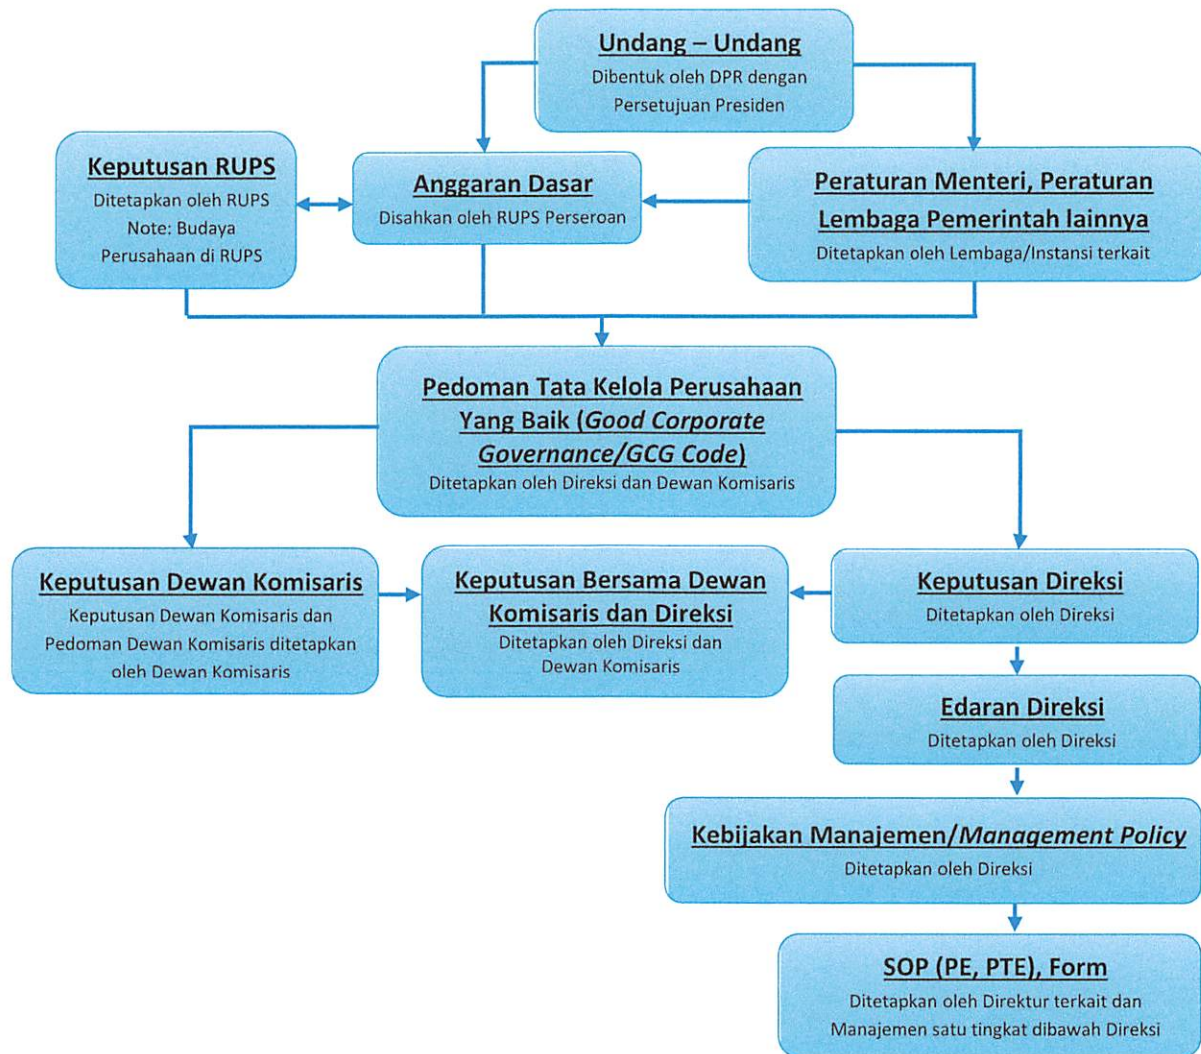 Undang – Undang
Dibentuk oleh DPR dengan
Persetujuan Presiden
Keputusan RUPS
Ditetapkan oleh RUPS
Note: Budaya
Perusahaan di RUPS
Anggaran Dasar
Disahkan oleh RUPS Perseroan
Peraturan Menteri, Peraturan
Lembaga Pemerintah lainnya
Ditetapkan oleh Lembaga/Instansi terkait
Pedoman Tata Kelola Perusahaan
Yang Baik (Good Corporate
Governance/GCG Code)
Ditetapkan oleh Direksi dan Dewan Komisaris
Keputusan Dewan Komisaris
Keputusan Dewan Komisaris dan
Pedoman Dewan Komisaris ditetapkan
oleh Dewan Komisaris
Keputusan Bersama Dewan
Komisaris dan Direksi
Ditetapkan oleh Direksi dan
Dewan Komisaris
Keputusan Direksi
Ditetapkan oleh Direksi
Edaran Direksi
Ditetapkan oleh Direksi
Kebijakan Manajemen/Management Policy
Ditetapkan oleh Direksi
SOP (PE, PTE), Form
Ditetapkan oleh Direktur terkait dan
Manajemen satu tingkat dibawah Direksi